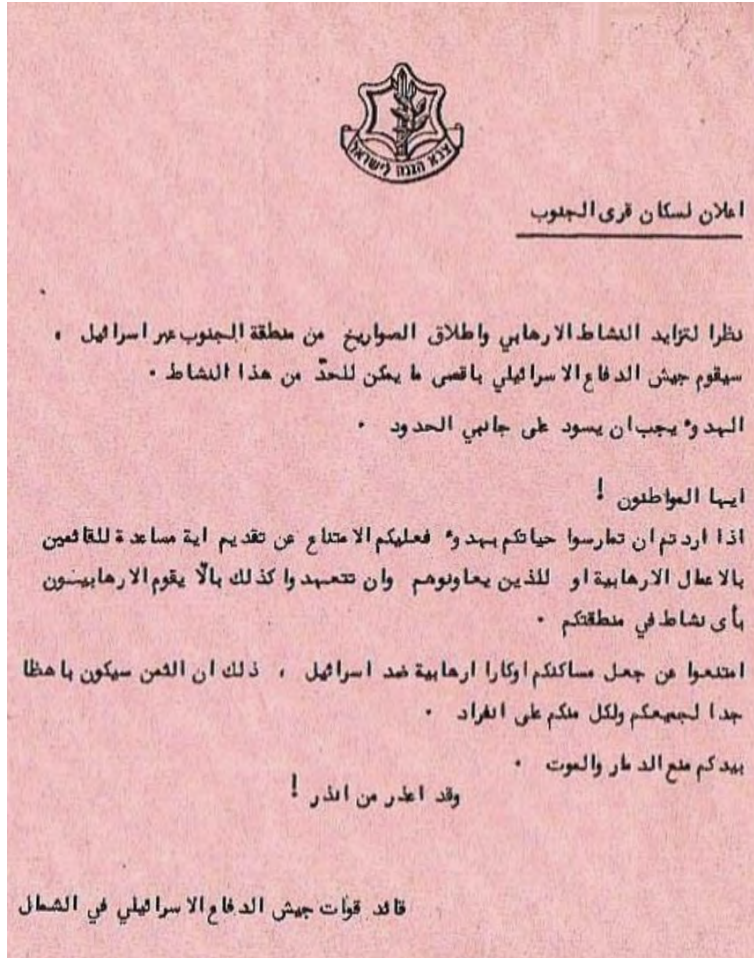 צבא הגנה לישראל
اعلان لسكان قرى الجنوب
نظرا لتزايد النشاط الارهابي واطلاق الصواريخ من منطقة الجنوب عبر اسرائيل ،
سيقوم جيش الدفاع الاسرائيلي باقصى ما يمكن للحدّ من هذا النشاط .
الهدوء يجب ان يسود على جانبي الحدود .
ايها المواطنون !
اذا اردتم ان تمارسوا حياتكم بهدوء فعليكم الامتناع عن تقديم اية مساعدة للقائمين
بالاعمال الارهابية او للذين يعاونوهم وان تتعهدوا كذلك بالّا يقوم الارهابيـون
بأى نشاط في منطقتكم .
امتنعوا عن جعل مساكنكم اوكارا ارهابية ضد اسرائيل ، ذلك ان الثمن سيكون باهظا
جدا لجميعكم ولكل منكم على انفراد .
بيدكم منع الدمار والموت .
وقد اعذر من انذر !
قائد قوات جيش الدفاع الاسرائيلي في الشمال